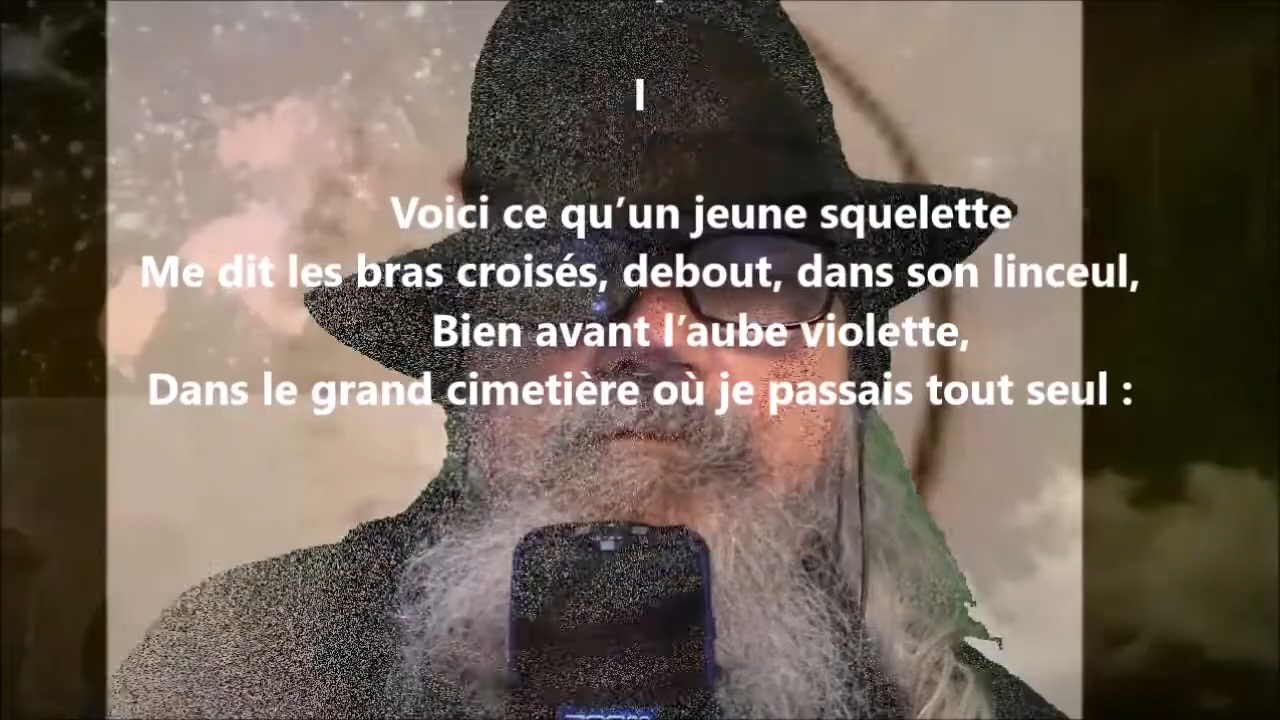 I
Voici ce qu’un jeune squelette
Me dit les bras croisés, debout, dans son linceul,
Bien avant l’aube violette,
Dans le grand cimetière où je passais tout seul :